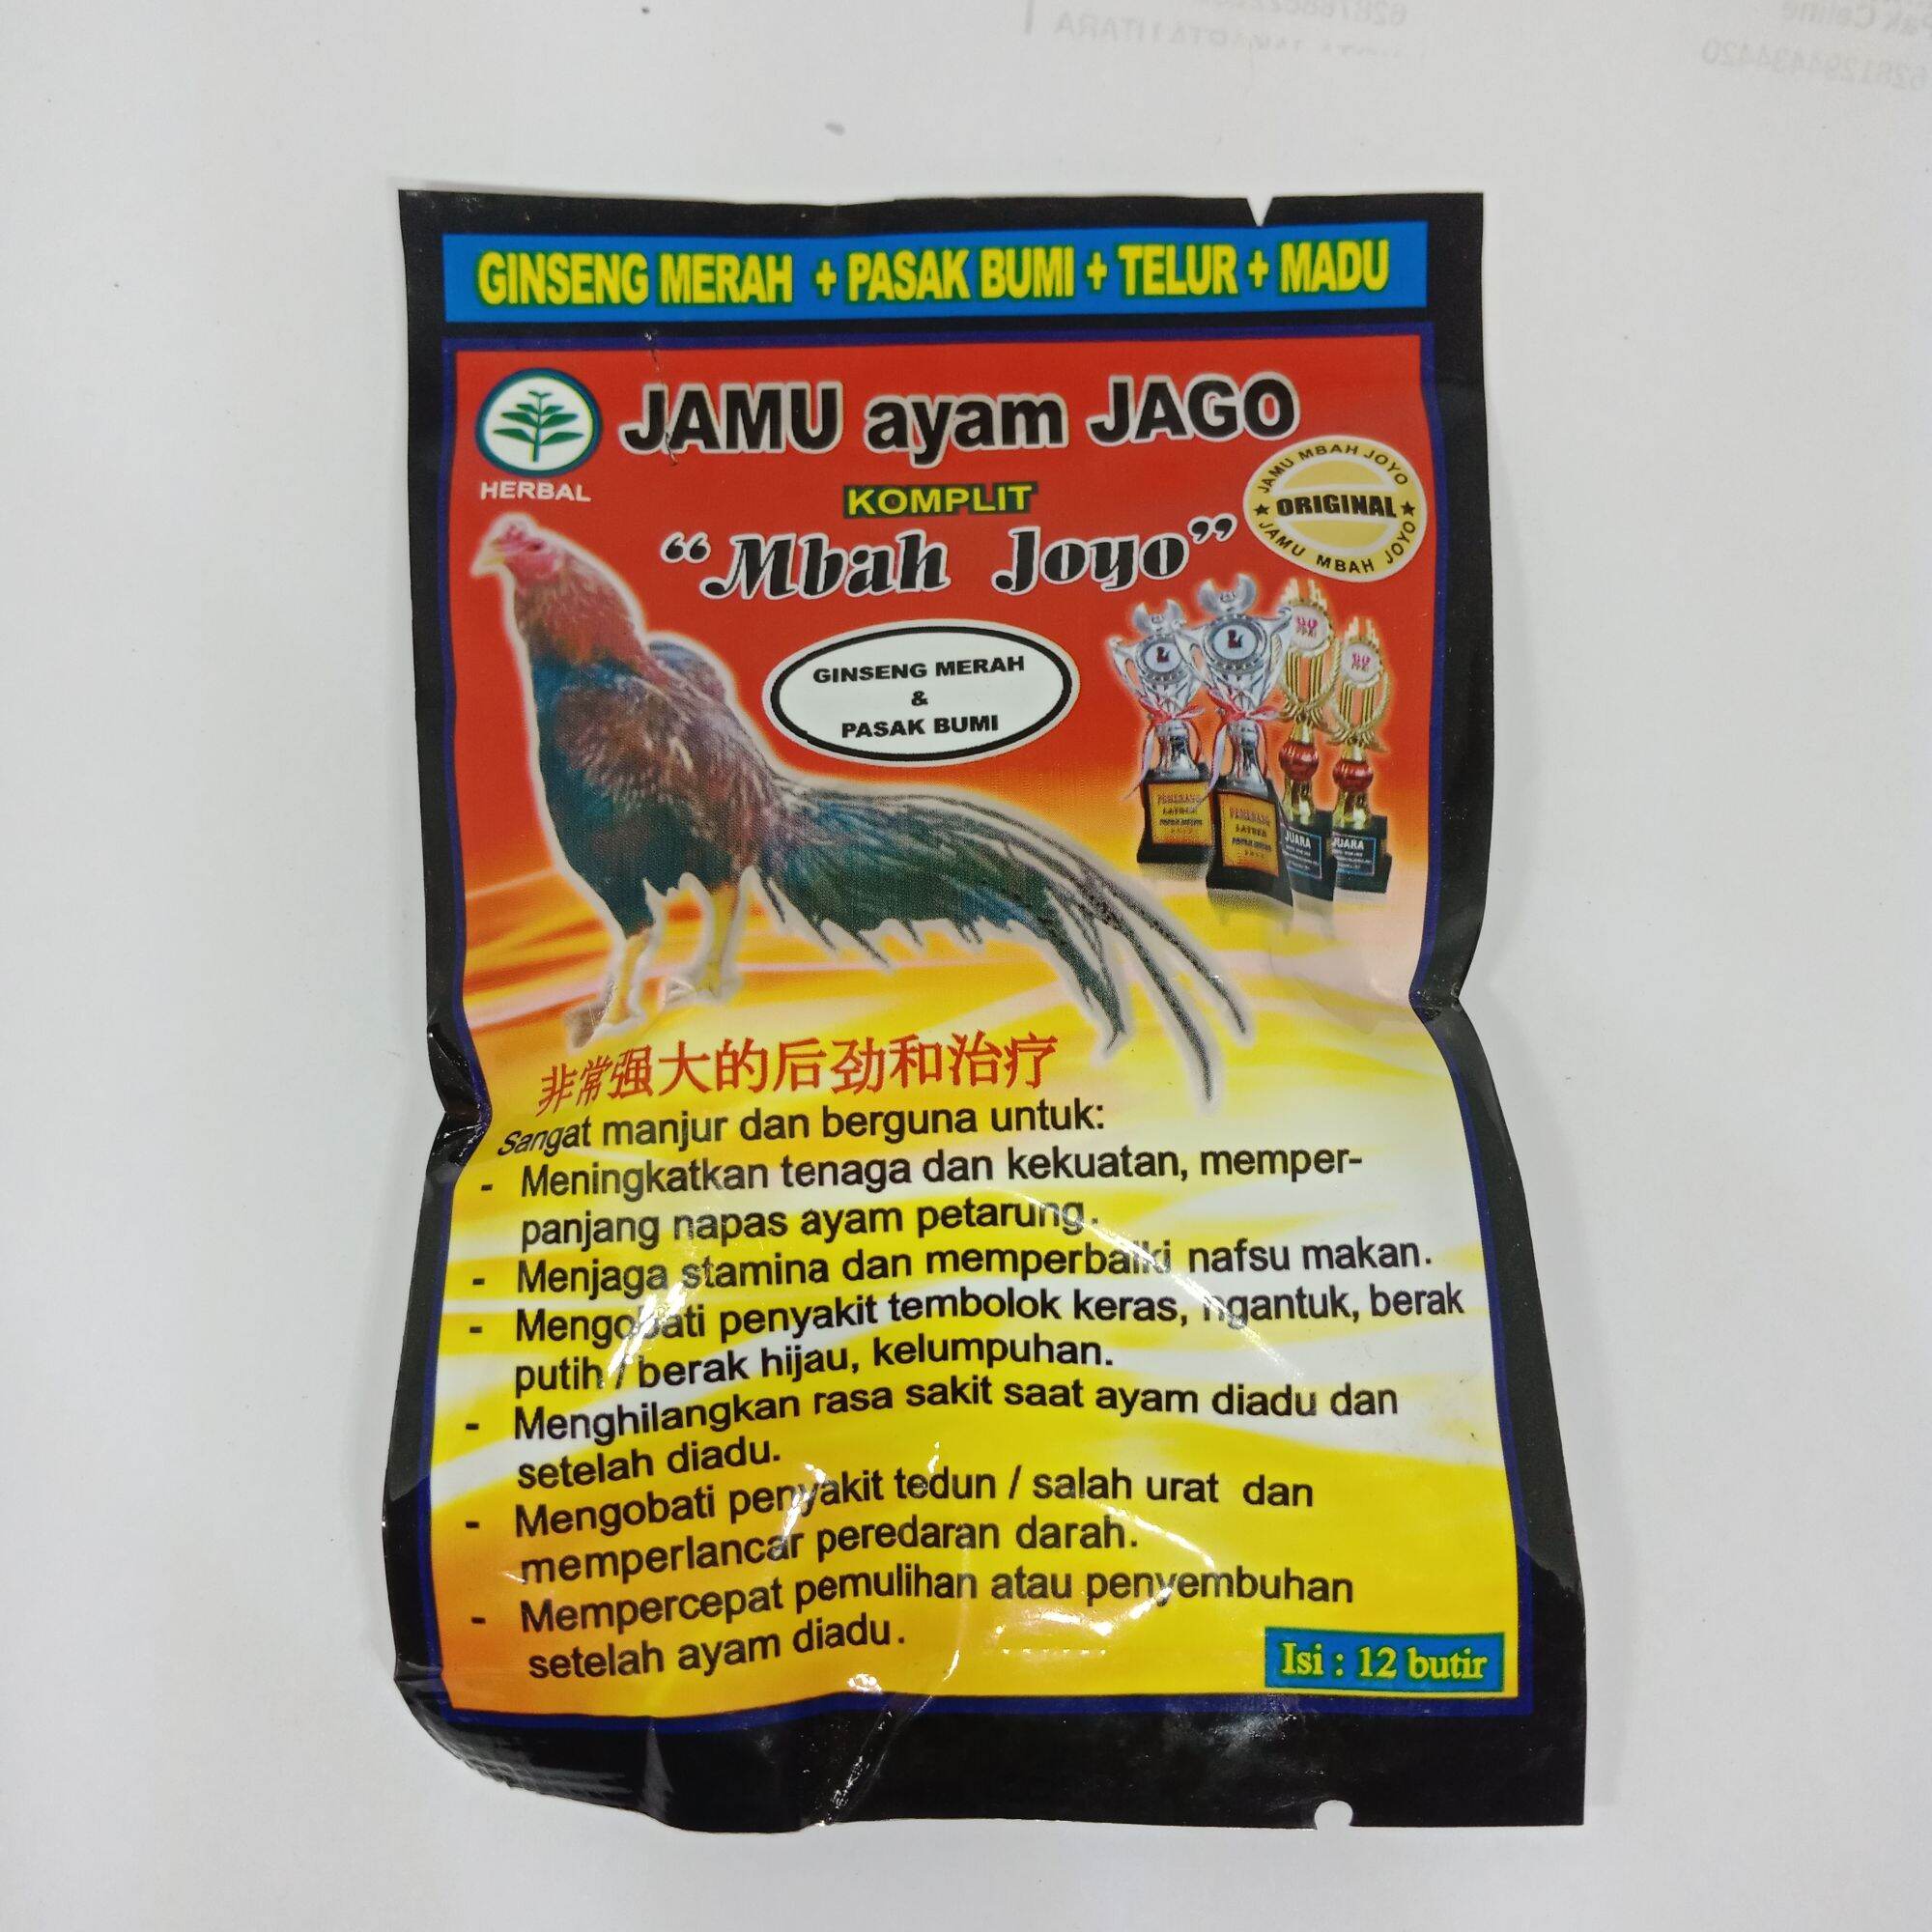 GINSENG MERAH + PASAK BUMI + TELUR + MADU
JAMU ayam JAGO
HERBAL
KOMPLIT
JAMU MBAH JOYO
★ ORIGINAL ★
JAMU MBAH JOYO
“Mbah Joyo”
GINSENG MERAH
&
PASAK BUMI
PEMENANG
LATBER
PEMENANG
LATBER
JUARA
JUARA
非常强大的后劲和治疗
Sangat manjur dan berguna untuk:
- Meningkatkan tenaga dan kekuatan, memper-
panjang napas ayam petarung.
- Menjaga stamina dan memperbaiki nafsu makan.
- Mengobati penyakit tembolok keras, ngantuk, berak
putih / berak hijau, kelumpuhan.
- Menghilangkan rasa sakit saat ayam diadu dan
setelah diadu.
- Mengobati penyakit tedun / salah urat dan
memperlancar peredaran darah.
- Mempercepat pemulihan atau penyembuhan
setelah ayam diadu.
Isi : 12 butir